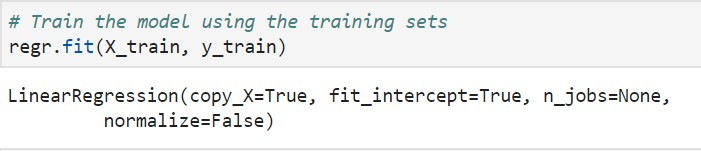 # Train the model using the training sets
regr.fit(X_train, y_train)
LinearRegression(copy_X=True, fit_intercept=True, n_jobs=None,
normalize=False)